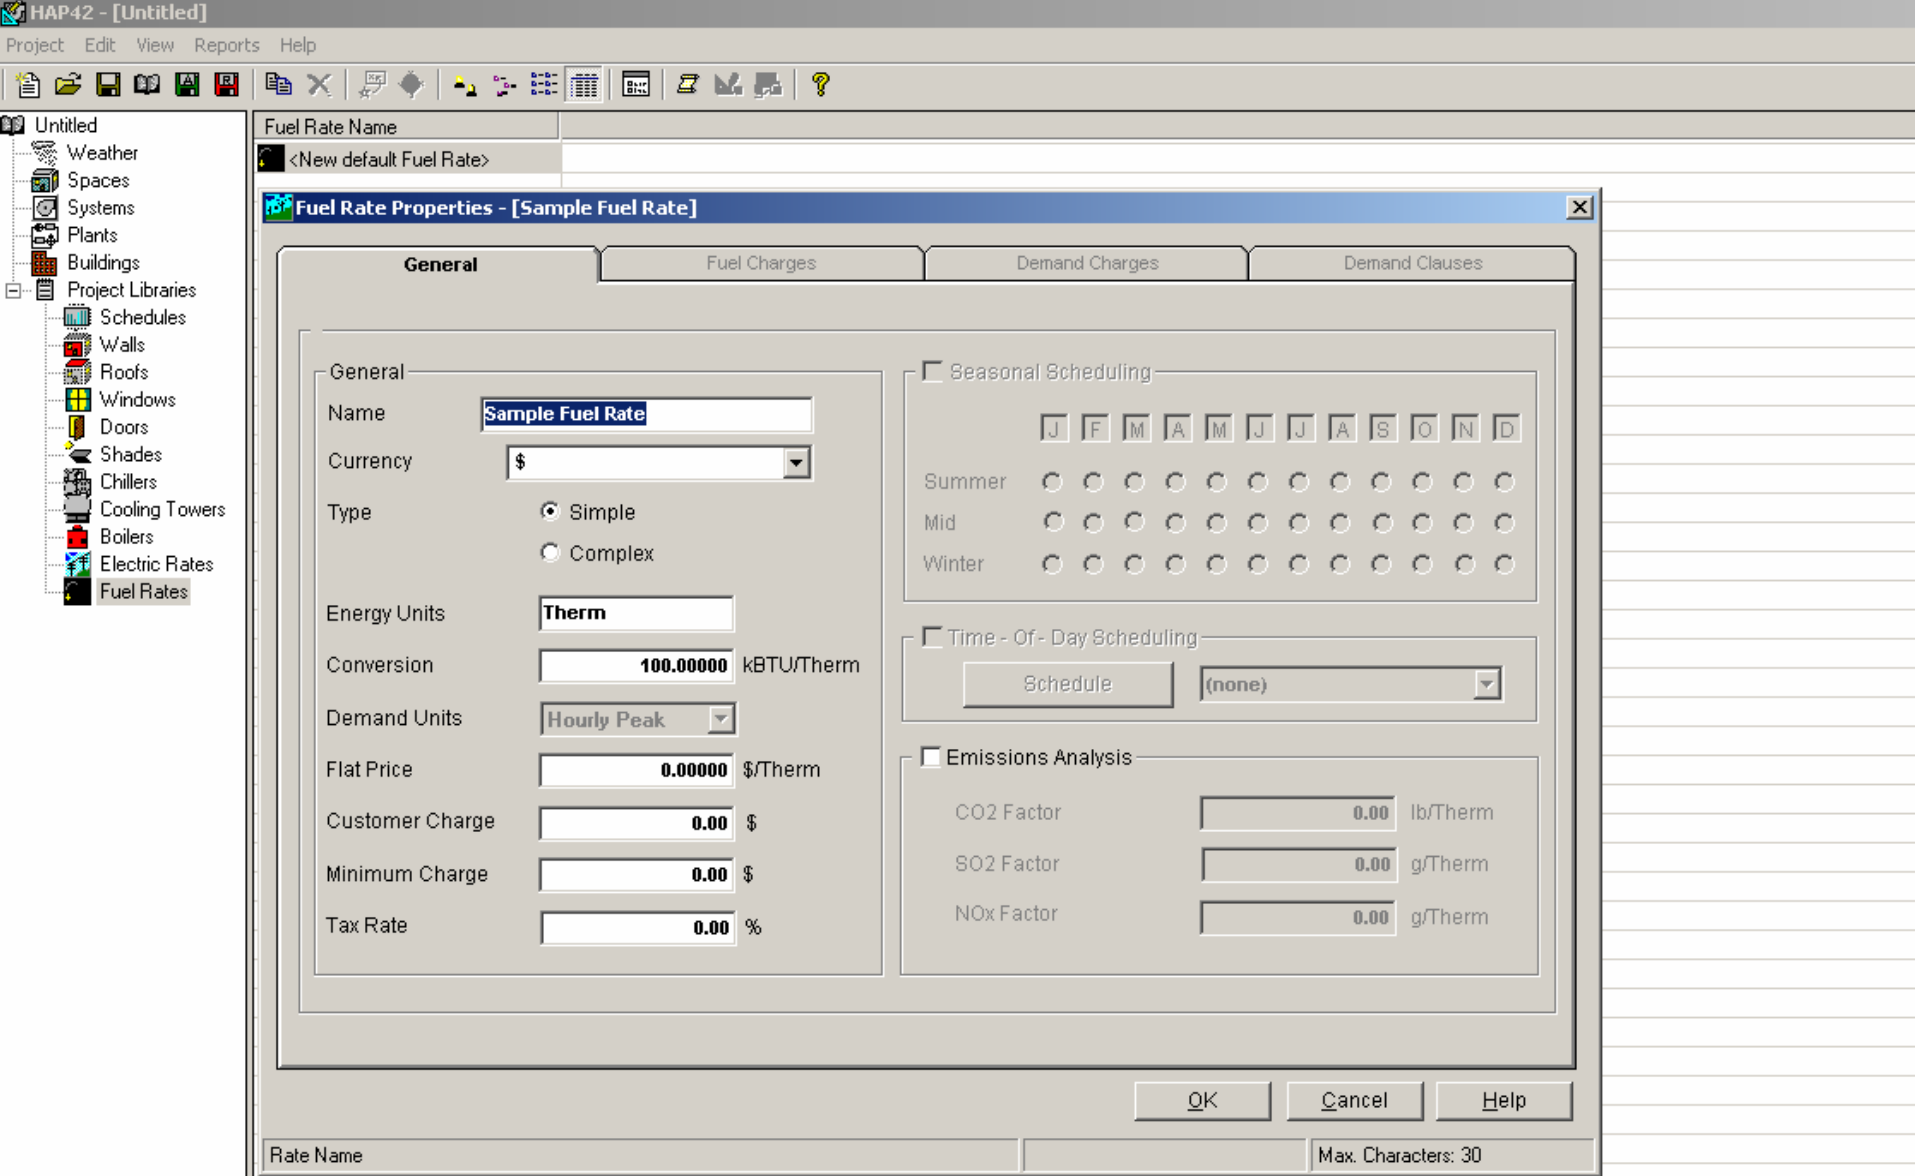 HAP42 - [Untitled]
Project Edit View Reports Help
Untitled
Weather
Spaces
Systems
Plants
Buildings
Project Libraries
Schedules
Walls
Roofs
Windows
Doors
Shades
Chillers
Cooling Towers
Boilers
Electric Rates
Fuel Rates
Fuel Rate Name
<New default Fuel Rate>
Fuel Rate Properties - [Sample Fuel Rate]
General Fuel Charges Demand Charges Demand Clauses
General
Name Sample Fuel Rate
Currency $
Type Simple
Complex
Energy Units Therm
Conversion 100.00000 kBTU/Therm
Demand Units Hourly Peak
Flat Price 0.00000 $/Therm
Customer Charge 0.00 $
Minimum Charge 0.00 $
Tax Rate 0.00 %
Seasonal Scheduling
J F M A M J J A S O N D
Summer
Mid
Winter
Time - Of - Day Scheduling
Schedule (none)
Emissions Analysis
CO2 Factor 0.00 lb/Therm
SO2 Factor 0.00 g/Therm
NOx Factor 0.00 g/Therm
OK Cancel Help
Rate Name Max. Characters: 30